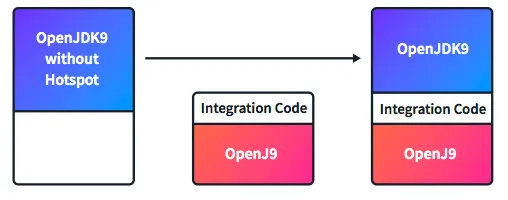 OpenJDK9
without
Hotspot
Integration Code
OpenJ9
OpenJDK9
Integration Code
OpenJ9